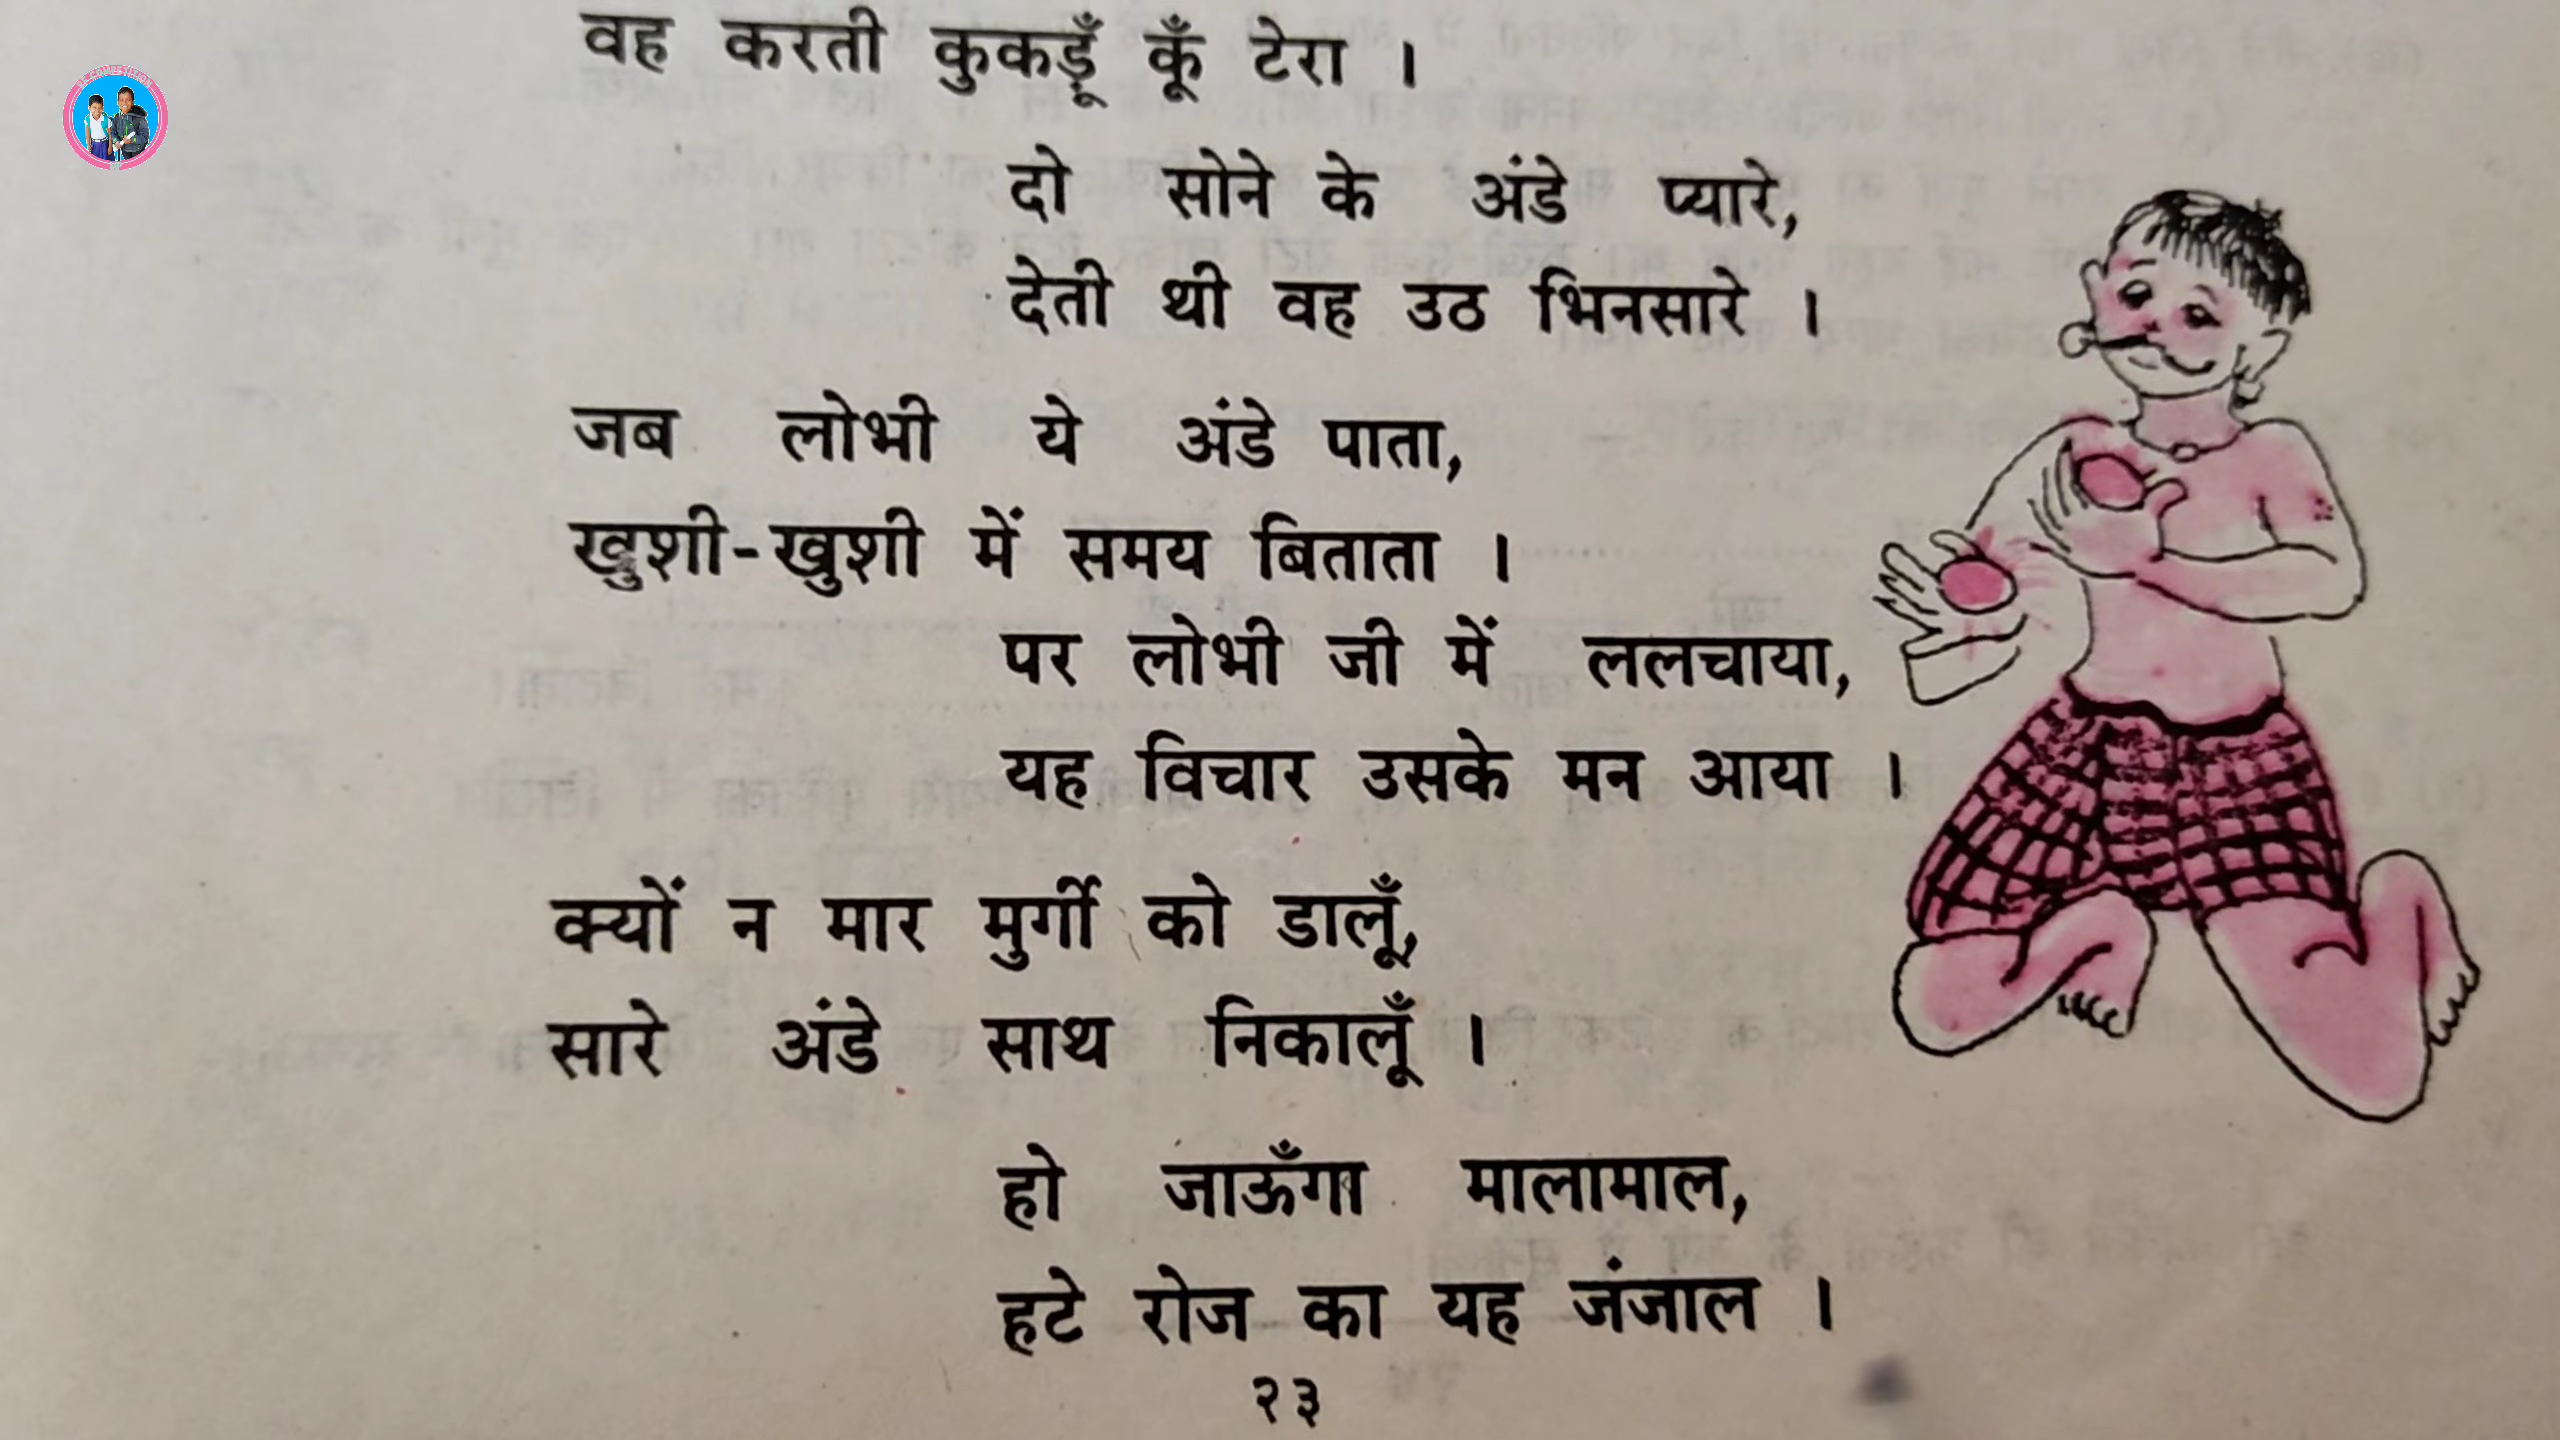 वह करती कुकड़ूँ कूँ टेरा ।
दो सोने के अंडे प्यारे,
देती थी वह उठ भिनसारे ।
जब लोभी ये अंडे पाता,
खुशी-खुशी में समय बिताता ।
पर लोभी जी में ललचाया,
यह विचार उसके मन आया ।
क्यों न मार मुर्गी को डालूँ,
सारे अंडे साथ निकालूँ ।
हो जाऊँगा मालामाल,
हटे रोज का यह जंजाल ।
२३